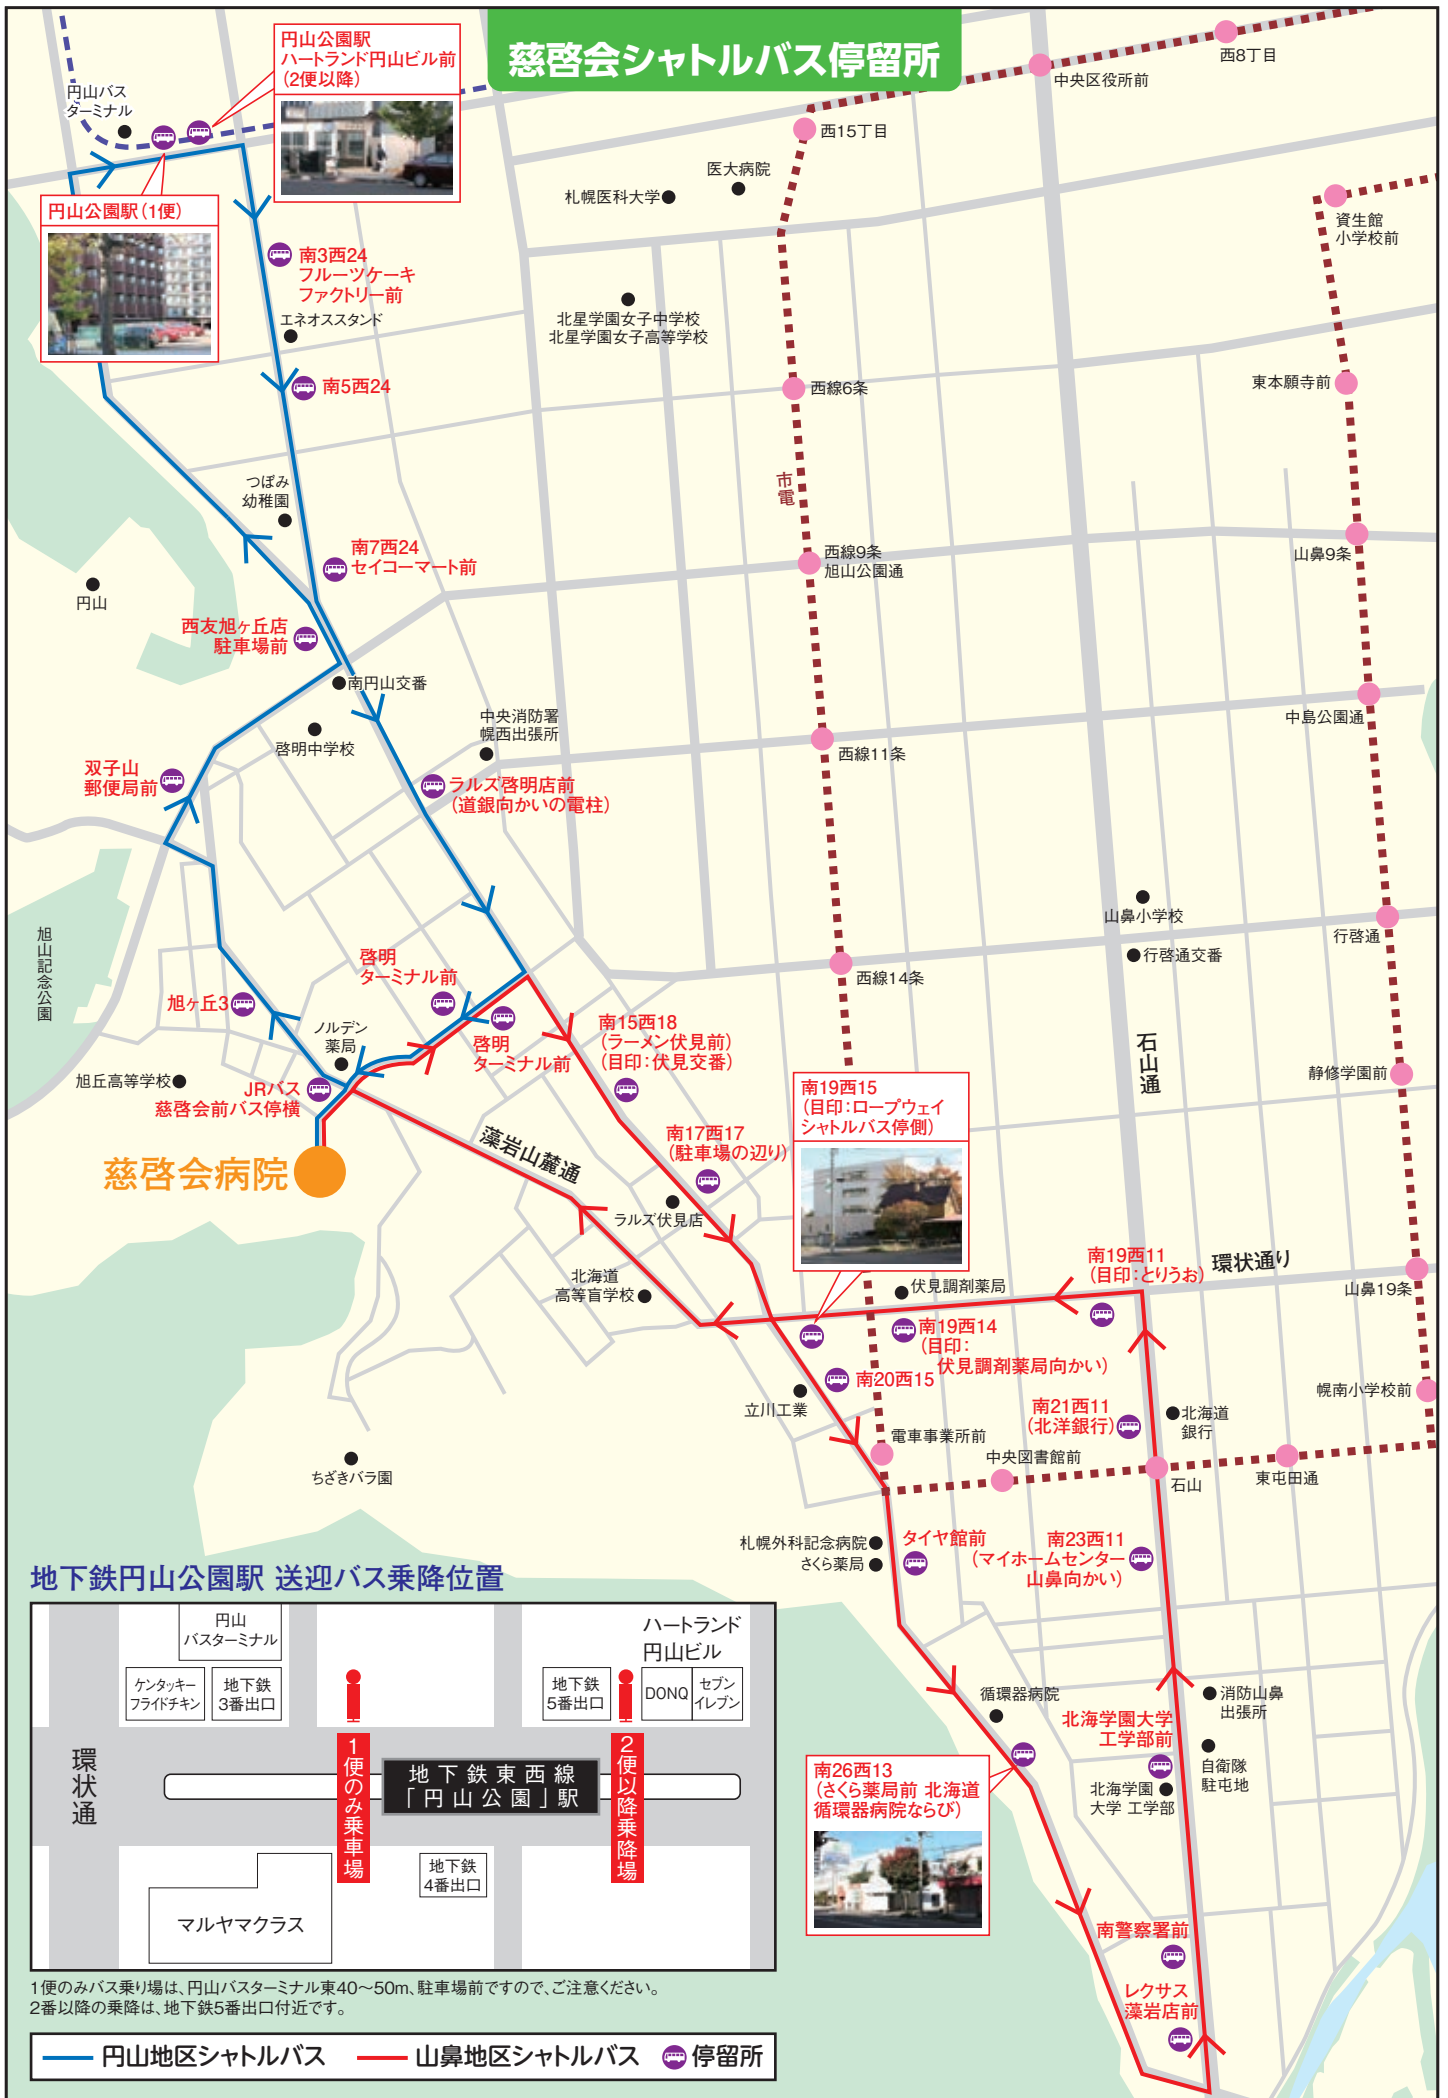 慈啓会シャトルバス停留所
円山公園駅
ハートランド円山ビル前
(2便以降)
円山バス
ターミナル
円山公園駅(1便)
南3西24
フルーツケーキ
ファクトリー前
エネオススタンド
南5西24
つぼみ
幼稚園
南7西24
セイコーマート前
円山
西友旭ヶ丘店
駐車場前
南円山交番
啓明中学校
中央消防署
幌西出張所
双子山
郵便局前
ラルズ啓明店前
(道銀向かいの電柱)
旭山記念公園
旭ヶ丘3
啓明
ターミナル前
啓明
ターミナル前
ノルデン
薬局
旭丘高等学校
JRバス
慈啓会前バス停横
慈啓会病院
藻岩山麓通
南15西18
(ラーメン伏見前)
(目印:伏見交番)
南17西17
(駐車場の辺り)
ラルズ伏見店
北海道
高等盲学校
ちざきバラ園
西8丁目
中央区役所前
西15丁目
医大病院
札幌医科大学
資生館
小学校前
北星学園女子中学校
北星学園女子高等学校
西線6条
東本願寺前
市電
西線9条
旭山公園通
山鼻9条
中島公園通
西線11条
山鼻小学校
行啓通
行啓通交番
西線14条
石山通
静修学園前
南19西15
(目印:ロープウェイ
シャトルバス停側)
南19西11
(目印:とりうお)
環状通り
山鼻19条
伏見調剤薬局
南19西14
(目印:
伏見調剤薬局向かい)
南20西15
立川工業
幌南小学校前
南21西11
(北洋銀行)
北海道
銀行
電車事業所前
中央図書館前
石山
東屯田通
札幌外科記念病院
さくら薬局
タイヤ館前
南23西11
(マイホームセンター
山鼻向かい)
循環器病院
消防山鼻
出張所
北海学園大学
工学部前
自衛隊
駐屯地
北海学園
大学 工学部
南26西13
(さくら薬局前 北海道
循環器病院ならび)
南警察署前
レクサス
藻岩店前
地下鉄円山公園駅 送迎バス乗降位置
円山
バスターミナル
ケンタッキー
フライドチキン
地下鉄
3番出口
地下鉄
5番出口
ハートランド
円山ビル
DONQ
セブン
イレブン
環状通
1便のみ乗車場
地下鉄東西線
「円山公園」駅
2便以降乗降場
地下鉄
4番出口
マルヤマクラス
1便のみバス乗り場は、円山バスターミナル東40〜50m、駐車場前ですので、ご注意ください。
2番以降の乗降は、地下鉄5番出口付近です。
円山地区シャトルバス 山鼻地区シャトルバス 停留所